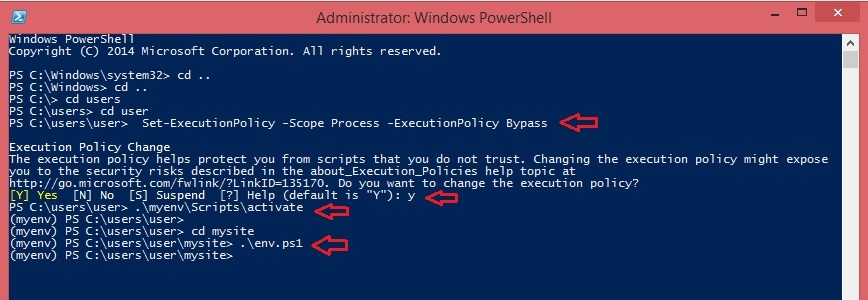 Administrator: Windows PowerShell
Windows PowerShell
Copyright (C) 2014 Microsoft Corporation. All rights reserved.
PS C:\Windows\system32> cd ..
PS C:\Windows> cd ..
PS C:\> cd users
PS C:\users> cd user
PS C:\users\user>  Set-ExecutionPolicy -Scope Process -ExecutionPolicy Bypass
Execution Policy Change
The execution policy helps protect you from scripts that you do not trust. Changing the execution policy might expose
you to the security risks described in the about_Execution_Policies help topic at
http://go.microsoft.com/fwlink/?LinkID=135170. Do you want to change the execution policy?
[Y] Yes  [N] No  [S] Suspend  [?] Help (default is "Y"): y
PS C:\users\user> .\myenv\Scripts\activate
(myenv) PS C:\users\user>
(myenv) PS C:\users\user> cd mysite
(myenv) PS C:\users\user\mysite> .\env.ps1
(myenv) PS C:\users\user\mysite>